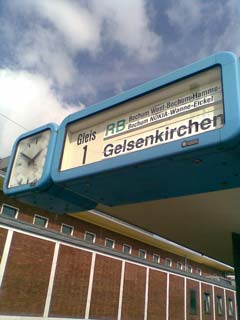 Gleis
1
RB
Bochum West-Bochum-Hamme-
Bochum NOKIA-Wanne-Eickel
Gelsenkirchen